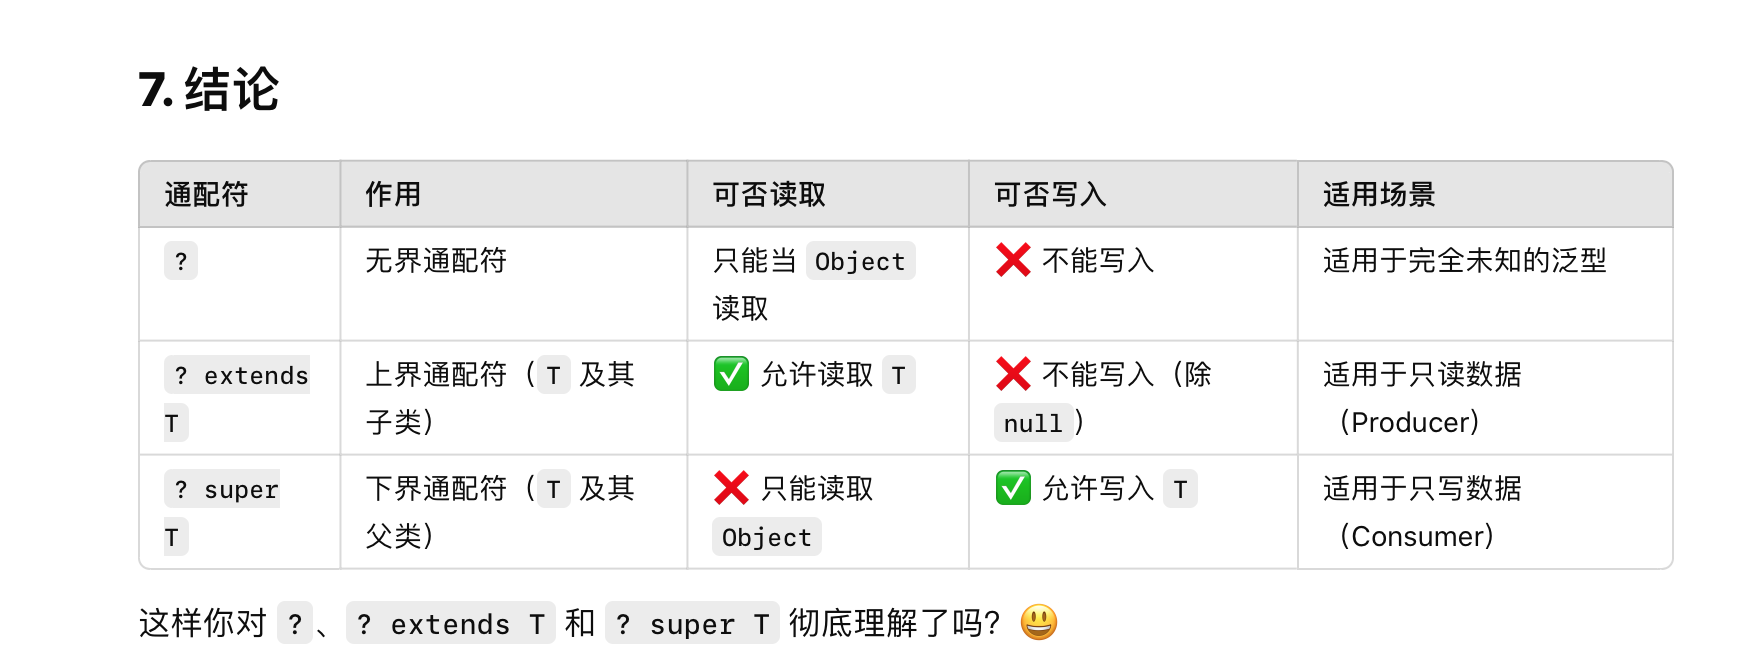 7. 结论
通配符 作用 可否读取 可否写入 适用场景
? 无界通配符 只能当 Object 读取 ❌ 不能写入 适用于完全未知的泛型
? extends T 上界通配符（T 及其子类） ✅ 允许读取 T ❌ 不能写入（除 null） 适用于只读数据（Producer）
? super T 下界通配符（T 及其父类） ❌ 只能读取 Object ✅ 允许写入 T 适用于只写数据（Consumer）
这样你对 ?、? extends T 和 ? super T 彻底理解了吗？ 😃